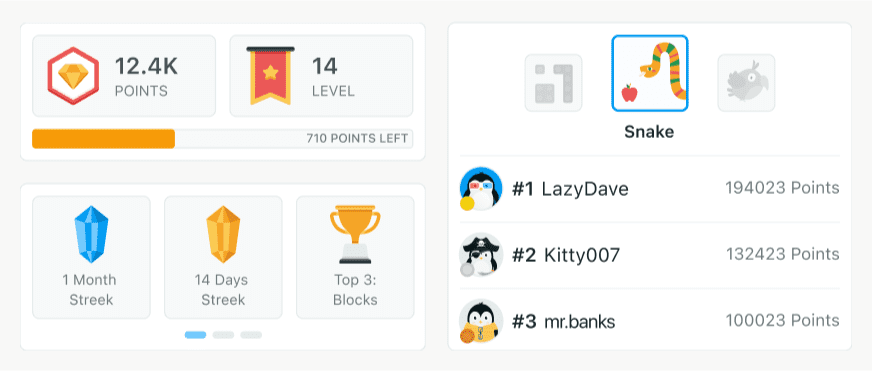 12.4K
POINTS
14
LEVEL
710 POINTS LEFT
1 Month
Streek
14 Days
Streek
Top 3:
Blocks
Snake
#1 LazyDave 194023 Points
#2 Kitty007 132423 Points
#3 mr.banks 100023 Points